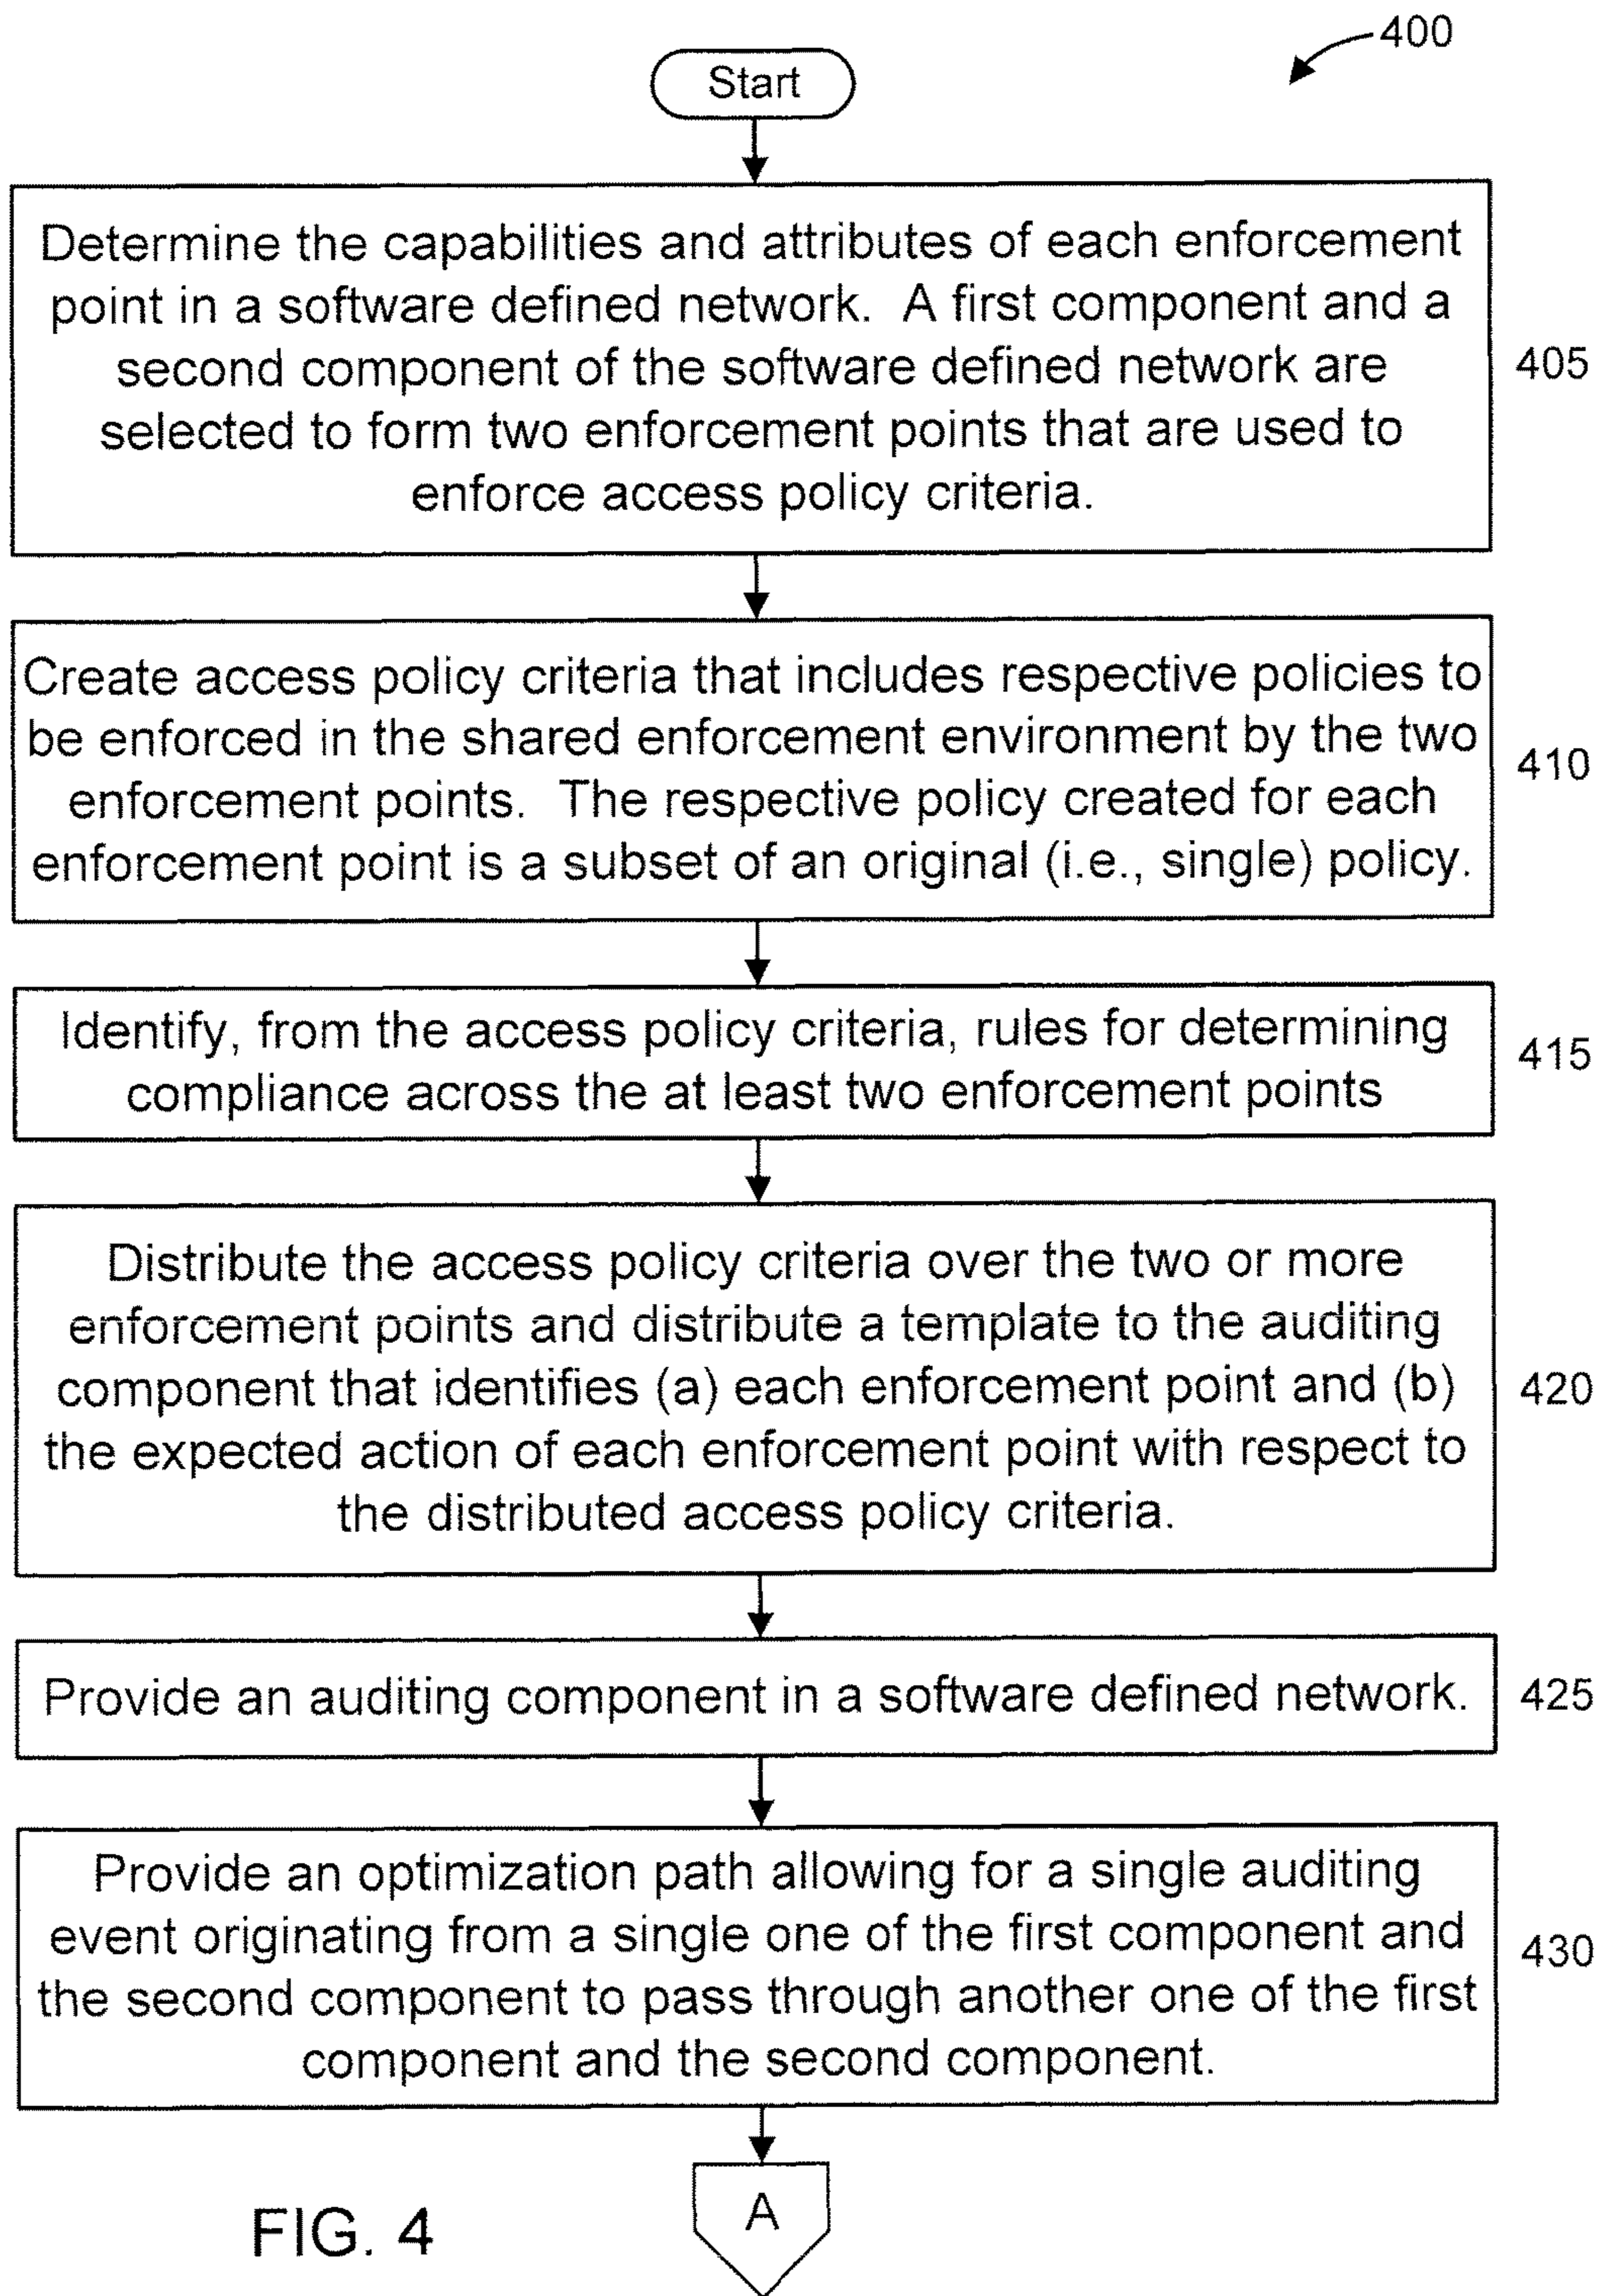 400
Start
Determine the capabilities and attributes of each enforcement
point in a software defined network.  A first component and a
second component of the software defined network are
selected to form two enforcement points that are used to
enforce access policy criteria.
405
Create access policy criteria that includes respective policies to
be enforced in the shared enforcement environment by the two
enforcement points.  The respective policy created for each
enforcement point is a subset of an original (i.e., single) policy.
410
Identify, from the access policy criteria, rules for determining
compliance across the at least two enforcement points
415
Distribute the access policy criteria over the two or more
enforcement points and distribute a template to the auditing
component that identifies (a) each enforcement point and (b)
the expected action of each enforcement point with respect to
the distributed access policy criteria.
420
Provide an auditing component in a software defined network.
425
Provide an optimization path allowing for a single auditing
event originating from a single one of the first component and
the second component to pass through another one of the first
component and the second component.
430
A
FIG. 4